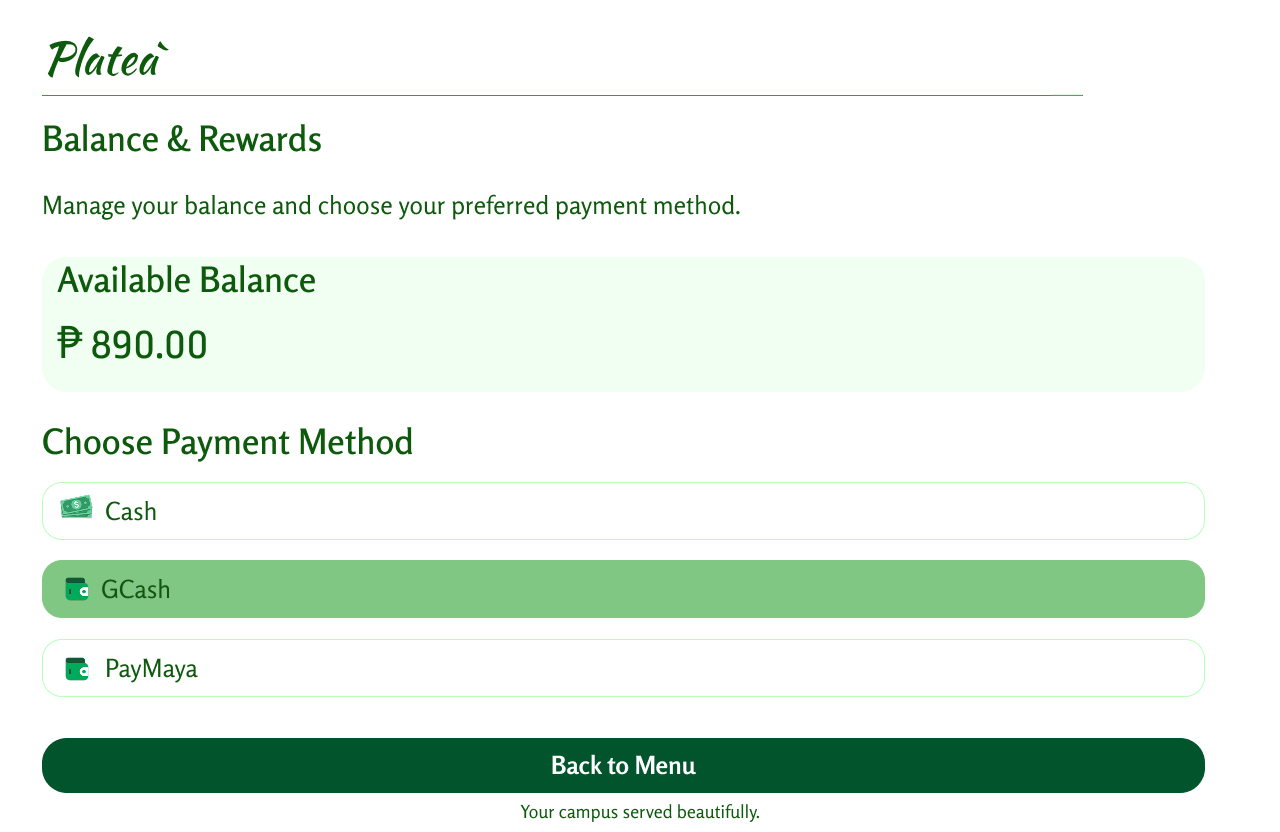 Platea`
Balance & Rewards
Manage your balance and choose your preferred payment method.
Available Balance
₱ 890.00
Choose Payment Method
Cash
GCash
PayMaya
Back to Menu
Your campus served beautifully.